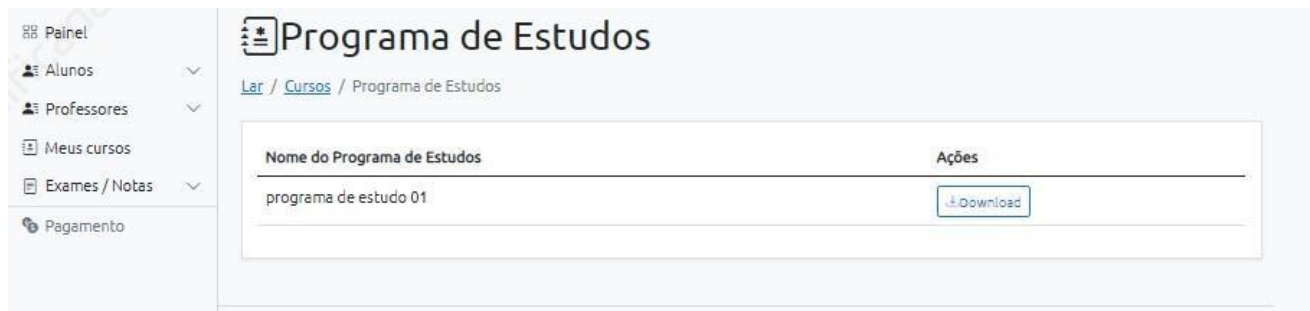 Painel
Alunos
Professores
Meus cursos
Exames / Notas
Pagamento
Programa de Estudos
Lar / Cursos / Programa de Estudos
Nome do Programa de Estudos Ações
programa de estudo 01 Download